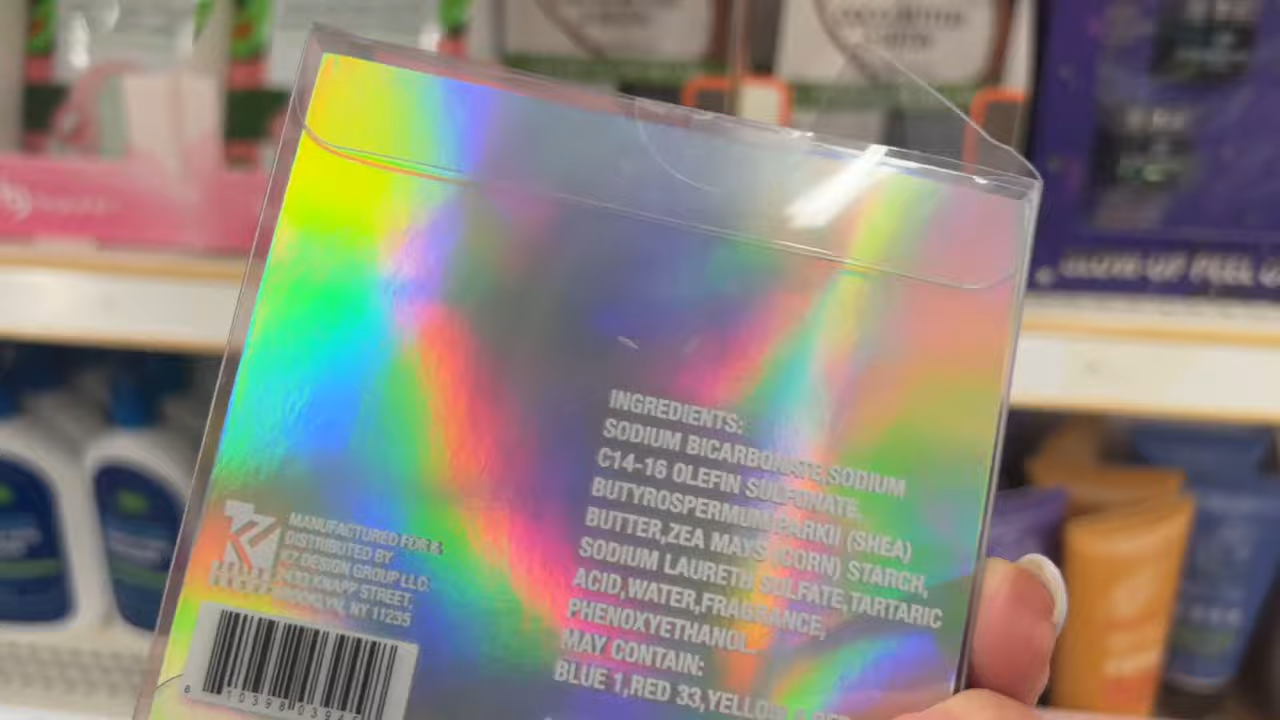 INGREDIENTS:
SODIUM BICARBONATE,SODIUM
C14-16 OLEFIN SULFONATE,
BUTYROSPERMUM PARKII (SHEA)
BUTTER,ZEA MAYS (CORN) STARCH,
SODIUM LAURETH SULFATE,TARTARIC
ACID,WATER,FRAGRANCE,
PHENOXYETHANOL.
MAY CONTAIN:
BLUE 1,RED 33,YELLOW
MANUFACTURED FOR &
DISTRIBUTED BY
KZ DESIGN GROUP LLC.
KNAPP STREET,
BROOKLYN, NY 11235